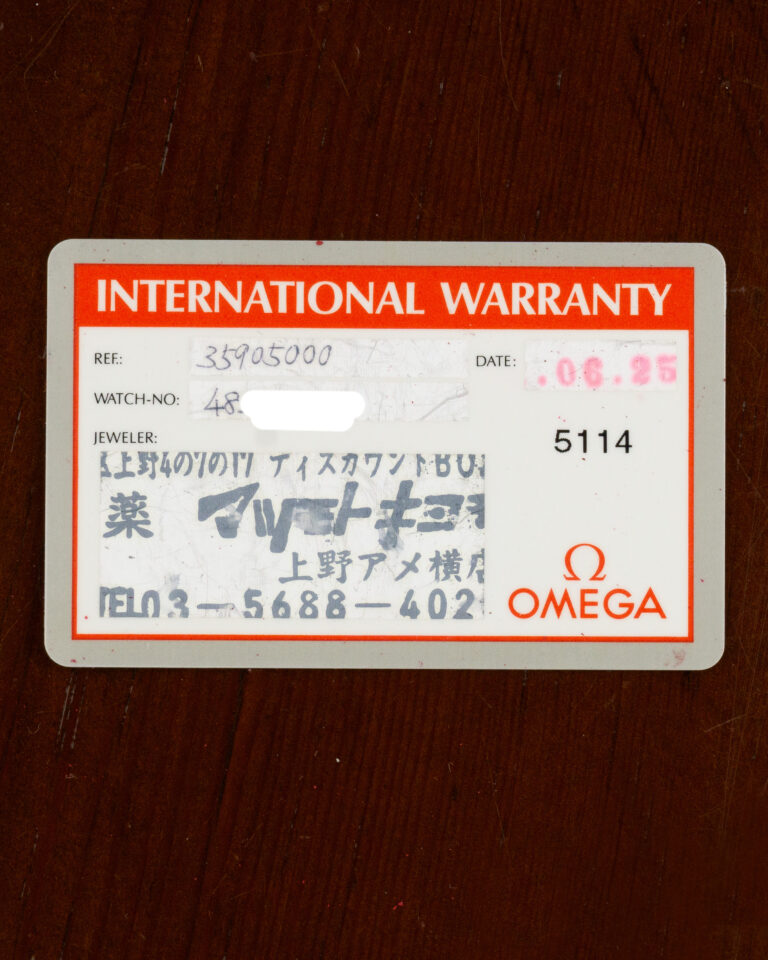 INTERNATIONAL WARRANTY
REF.: 35905000 DATE: .06.25
WATCH-NO: 48
JEWELER:
上野4の7の17 ディスカウント
薬 マツモトキヨ
上野アメ横店
TEL03-5688-402
5114
Ω
OMEGA